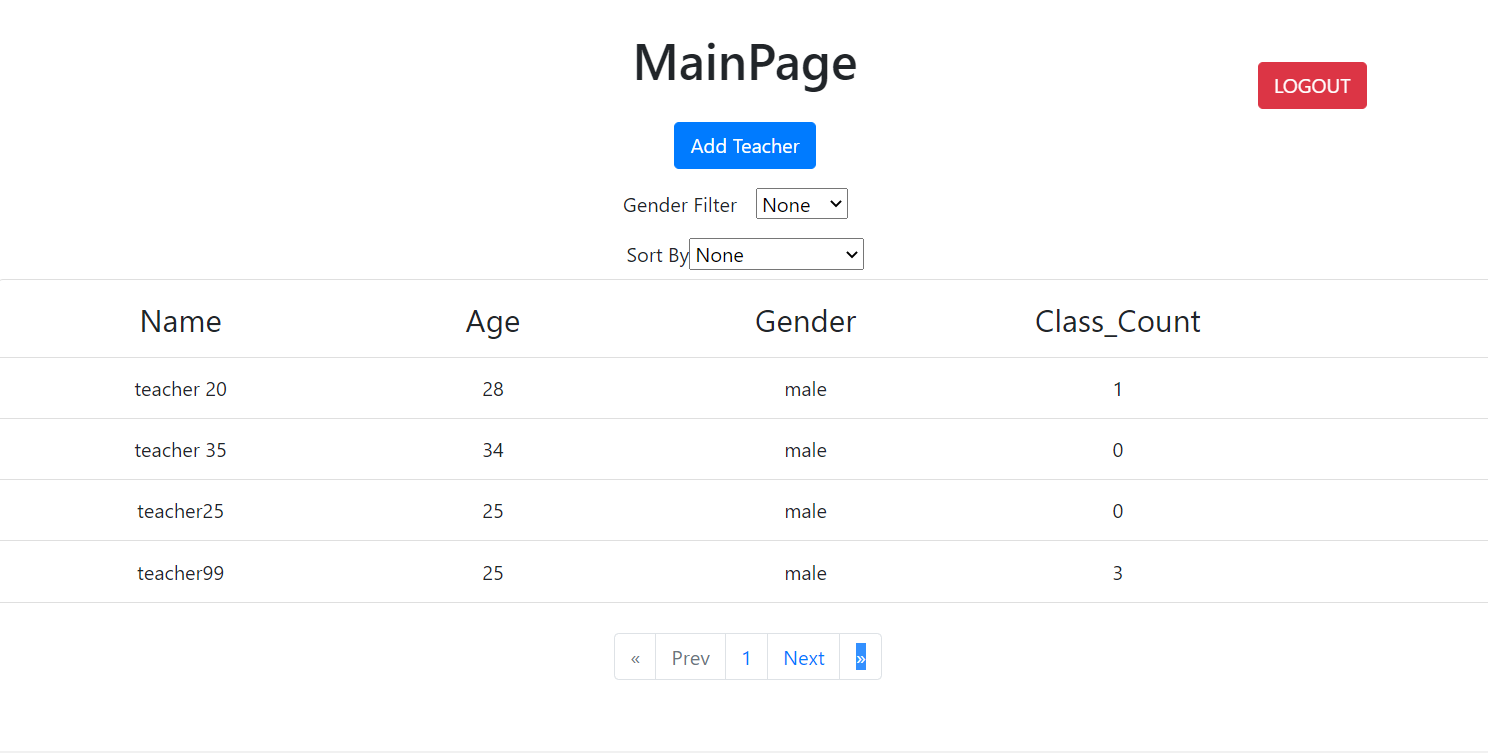 MainPage
LOGOUT
Add Teacher
Gender Filter None
Sort By None
Name Age Gender Class_Count
teacher 20 28 male 1
teacher 35 34 male 0
teacher25 25 male 0
teacher99 25 male 3
« Prev 1 Next »